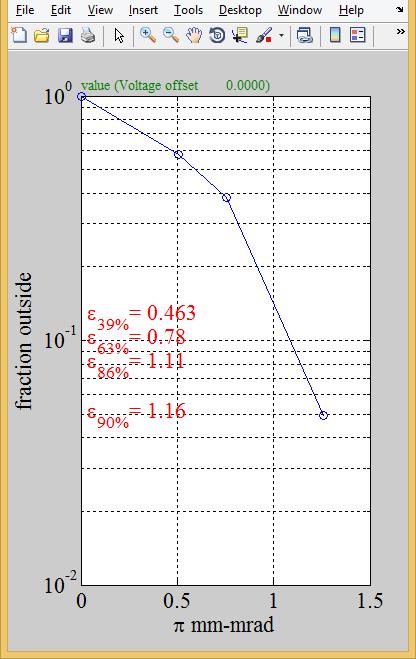 File Edit View Insert Tools Desktop Window Help
value (Voltage offset 0.0000)
10^0
ε39% = 0.463
10^-1
ε63% = 0.78
ε86% = 1.11
ε90% = 1.16
fraction outside
10^-2
0 0.5 1 1.5
π mm-mrad